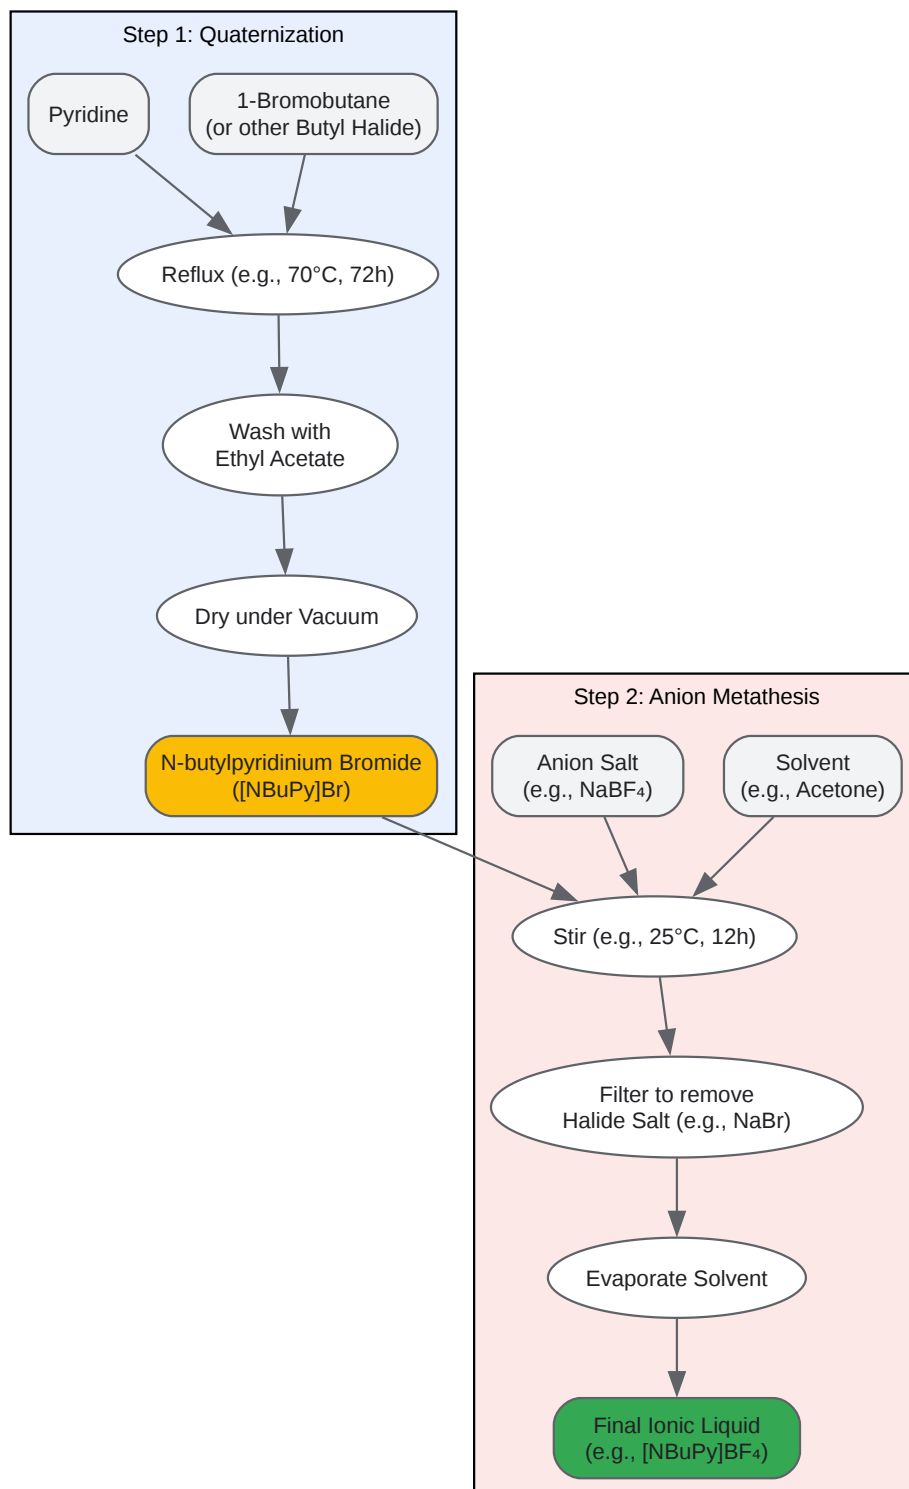 Step 1: Quaternization
Pyridine
1-Bromobutane
(or other Butyl Halide)
Reflux (e.g., 70°C, 72h)
Wash with
Ethyl Acetate
Dry under Vacuum
N-butylpyridinium Bromide
([NBuPy]Br)
Step 2: Anion Metathesis
Anion Salt
(e.g., NaBF₄)
Solvent
(e.g., Acetone)
Stir (e.g., 25°C, 12h)
Filter to remove
Halide Salt (e.g., NaBr)
Evaporate Solvent
Final Ionic Liquid
(e.g., [NBuPy]BF₄)